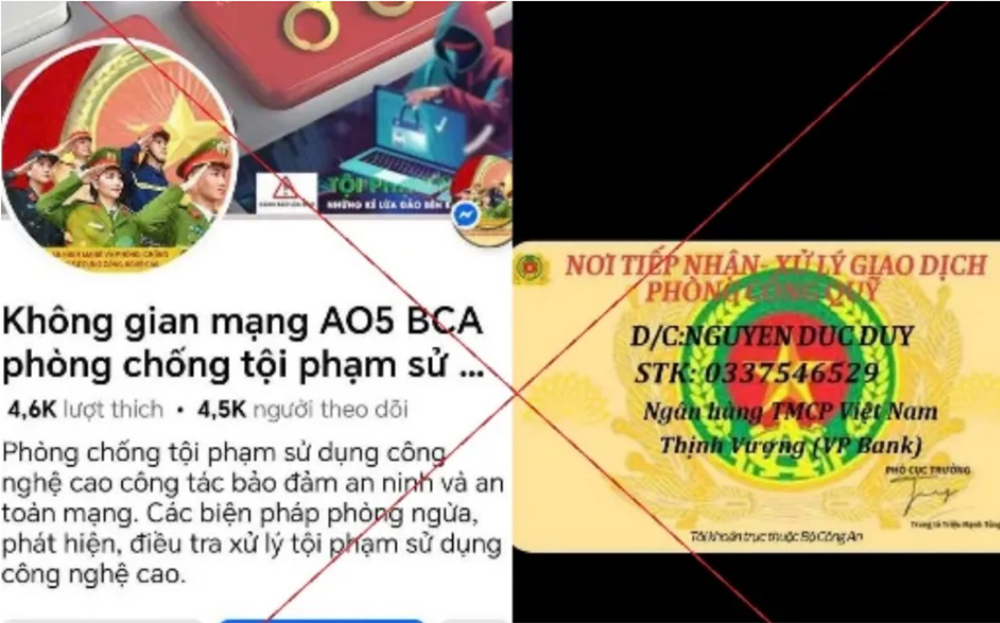 TỘI PHẠM
NHỮNG KẺ LỪA ĐẢO BÊN
Không gian mạng AO5 BCA
phòng chống tội phạm sử ...
4,6K lượt thích • 4,5K người theo dõi
Phòng chống tội phạm sử dụng công
nghệ cao công tác bảo đảm an ninh và an
toàn mạng. Các biện pháp phòng ngừa,
phát hiện, điều tra xử lý tội phạm sử dụng
công nghệ cao.
NƠI TIẾP NHẬN- XỬ LÝ GIAO DỊCH
PHÒNG CÔNG QUỸ
D/C:NGUYEN DUC DUY
STK: 0337546529
Ngân hàng TMCP Việt Nam
Thịnh Vượng (VP Bank)
PHÓ CỤC TRƯỞNG
Trung tá Triệu Mạnh Tùng
Tài khoản trực thuộc Bộ Công An